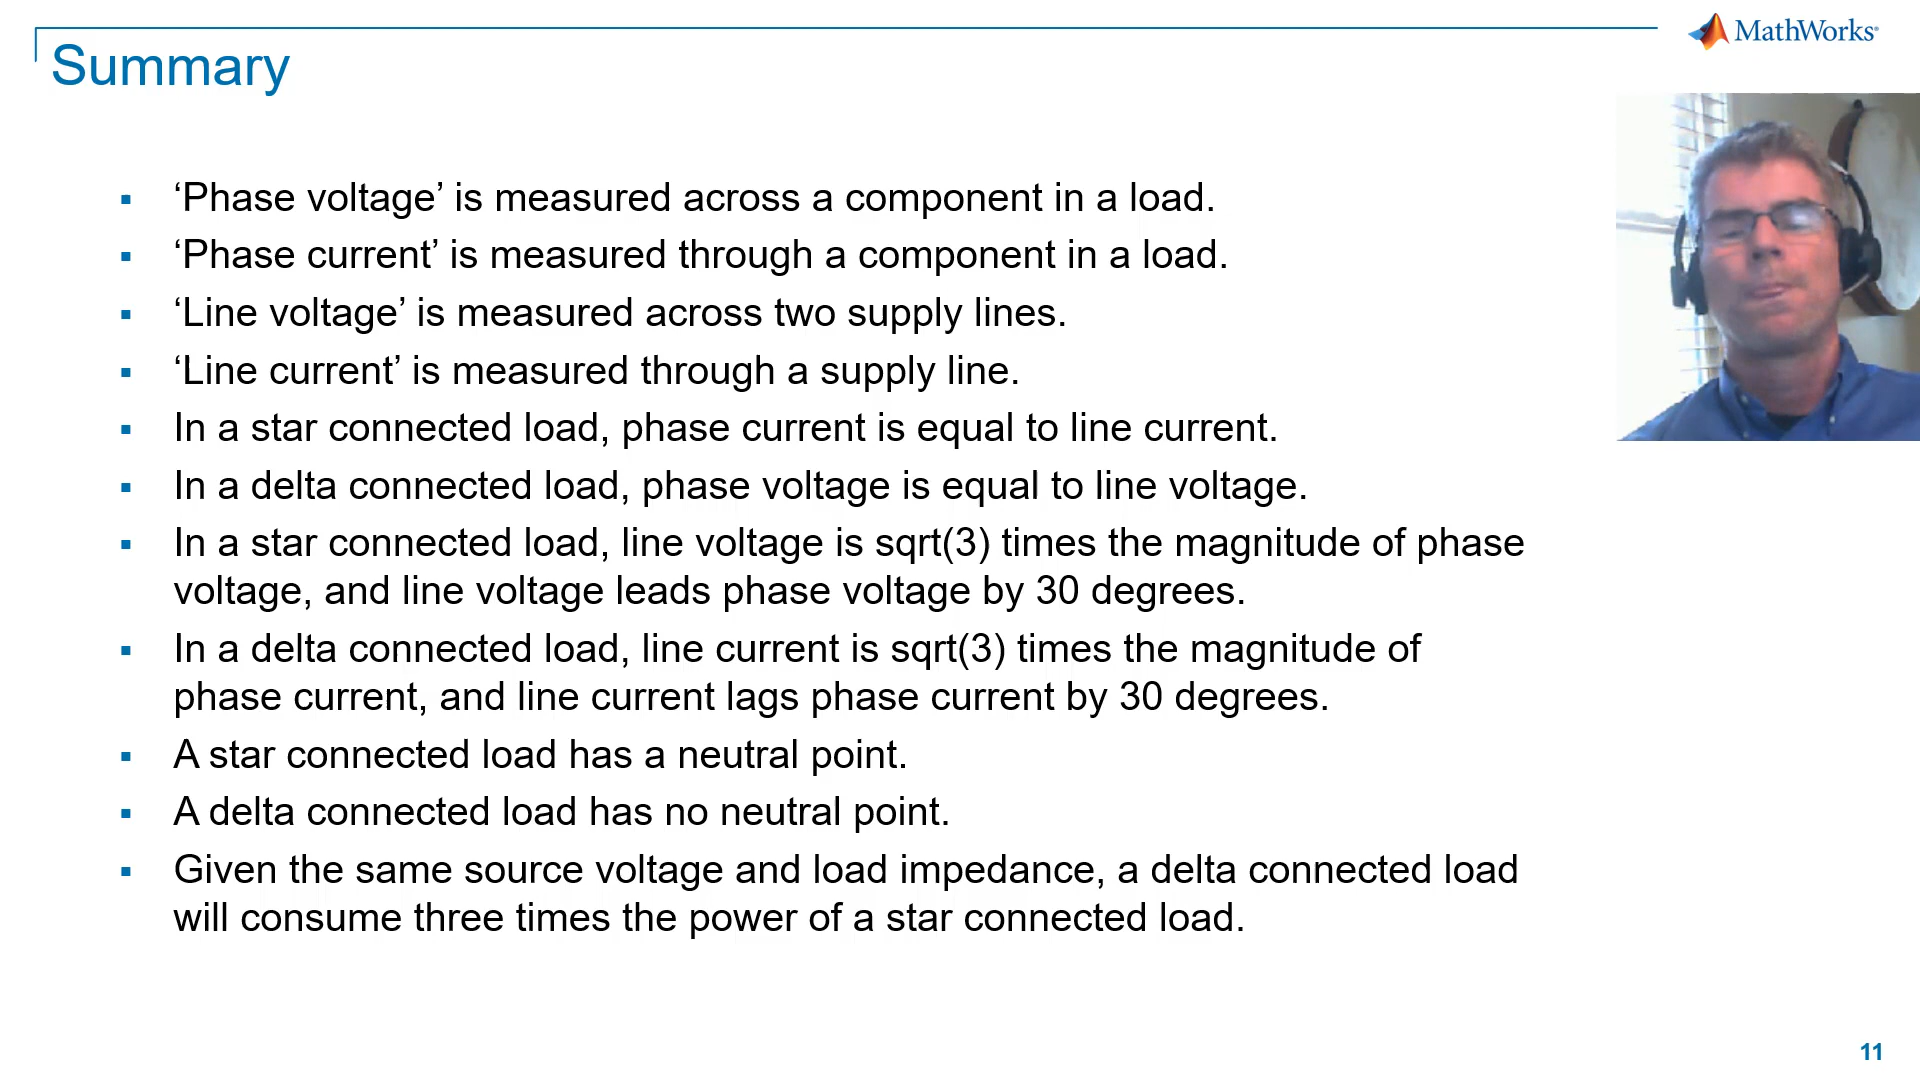 MathWorks®
Summary
‘Phase voltage’ is measured across a component in a load.
‘Phase current’ is measured through a component in a load.
‘Line voltage’ is measured across two supply lines.
‘Line current’ is measured through a supply line.
In a star connected load, phase current is equal to line current.
In a delta connected load, phase voltage is equal to line voltage.
In a star connected load, line voltage is sqrt(3) times the magnitude of phase
voltage, and line voltage leads phase voltage by 30 degrees.
In a delta connected load, line current is sqrt(3) times the magnitude of
phase current, and line current lags phase current by 30 degrees.
A star connected load has a neutral point.
A delta connected load has no neutral point.
Given the same source voltage and load impedance, a delta connected load
will consume three times the power of a star connected load.
11